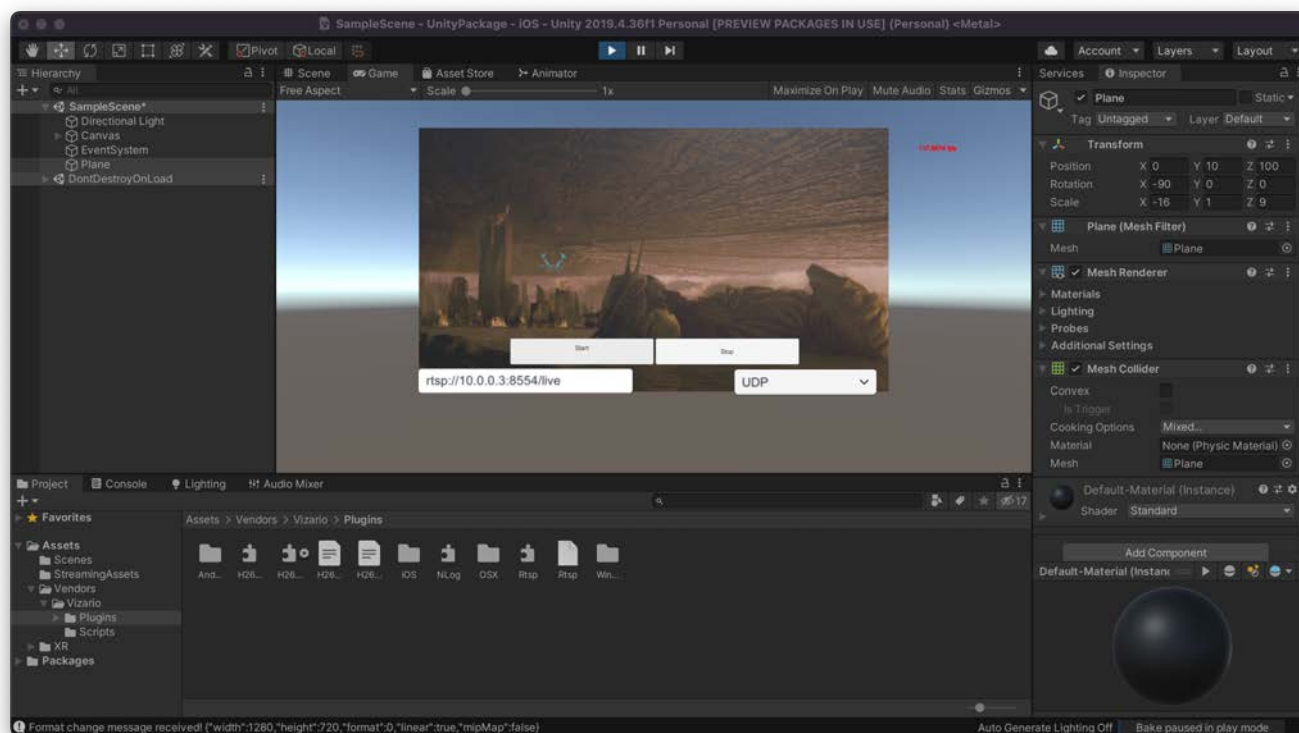 SampleScene - UnityPackage - iOS - Unity 2019.4.36f1 Personal [PREVIEW PACKAGES IN USE] (Personal) <Metal>
Pivot Local Account Layers Layout
Hierarchy Scene Game Asset Store Animator Services Inspector
All Free Aspect Scale 1x Maximize On Play Mute Audio Stats Gizmos
SampleScene*
Directional Light
Canvas
EventSystem
Plane
DontDestroyOnLoad
Start Stop
rtsp://10.0.0.3:8554/live UDP
Plane Static
Tag Untagged Layer Default
Transform
Position X 0 Y 10 Z 100
Rotation X -90 Y 0 Z 0
Scale X -16 Y 1 Z 9
Plane (Mesh Filter)
Mesh Plane
Mesh Renderer
Materials
Lighting
Probes
Additional Settings
Mesh Collider
Convex
Is Trigger
Cooking Options Mixed...
Material None (Physic Material)
Mesh Plane
Default-Material (Instance)
Shader Standard
Add Component
Default-Material (Instan
Project Console Lighting Audio Mixer
17
Favorites
Assets
Scenes
StreamingAssets
Vendors
Vizario
Plugins
Scripts
XR
Packages
Assets > Vendors > Vizario > Plugins
And... H26... H26... H26... H26... iOS NLog OSX Rtsp Rtsp Win...
Format change message received! {"width":1280,"height":720,"format":0,"linear":true,"mipMap":false}
Auto Generate Lighting Off Bake paused in play mode